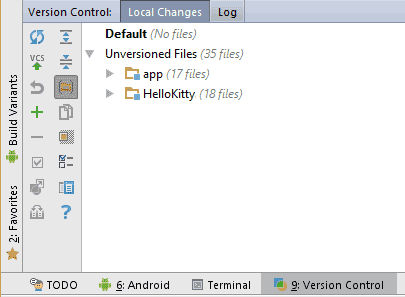 Version Control: Local Changes Log
Default (No files)
Unversioned Files (35 files)
app (17 files)
HelloKitty (18 files)
VCS
Build Variants
2: Favorites
TODO 6: Android Terminal 9: Version Control